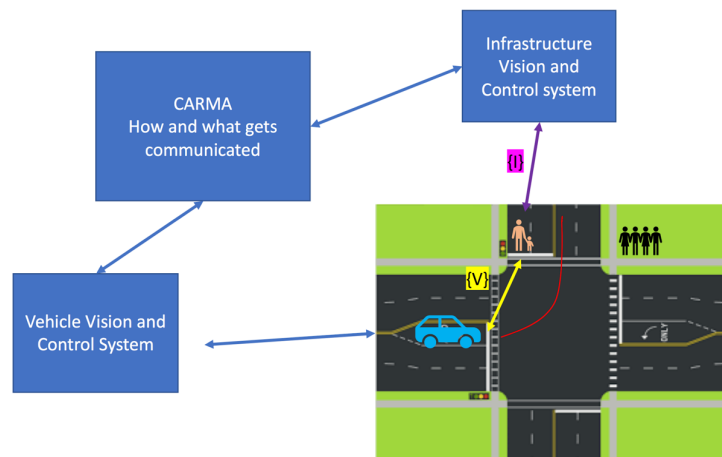 Infrastructure
Vision and
Control system
CARMA
How and what gets
communicated
{I}
{V}
Vehicle Vision and
Control System
ONLY